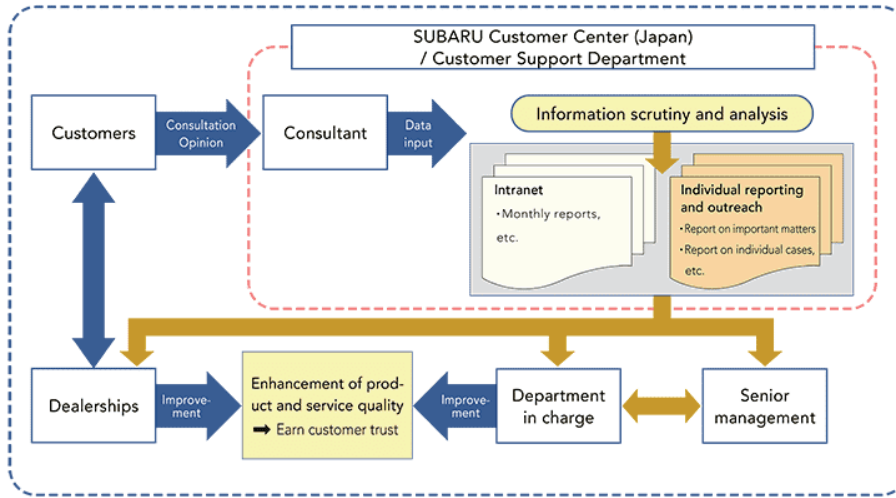 SUBARU Customer Center (Japan)
/ Customer Support Department
Customers
Consultation
Opinion
Consultant
Data
input
Information scrutiny and analysis
Intranet
・Monthly reports,
etc.
Individual reporting
and outreach
・Report on important matters
・Report on individual cases,
etc.
Dealerships
Improve-
ment
Enhancement of prod-
uct and service quality
➡ Earn customer trust
Improve-
ment
Department
in charge
Senior
management